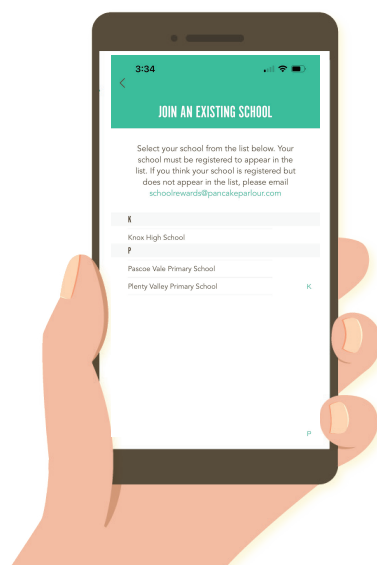 3:34
JOIN AN EXISTING SCHOOL
Select your school from the list below. Your
school must be registered to appear in the
list. If you think your school is registered but
does not appear in the list, please email
schoolrewards@pancakeparlour.com
K
Knox High School
P
Pascoe Vale Primary School
Plenty Valley Primary School
K
P